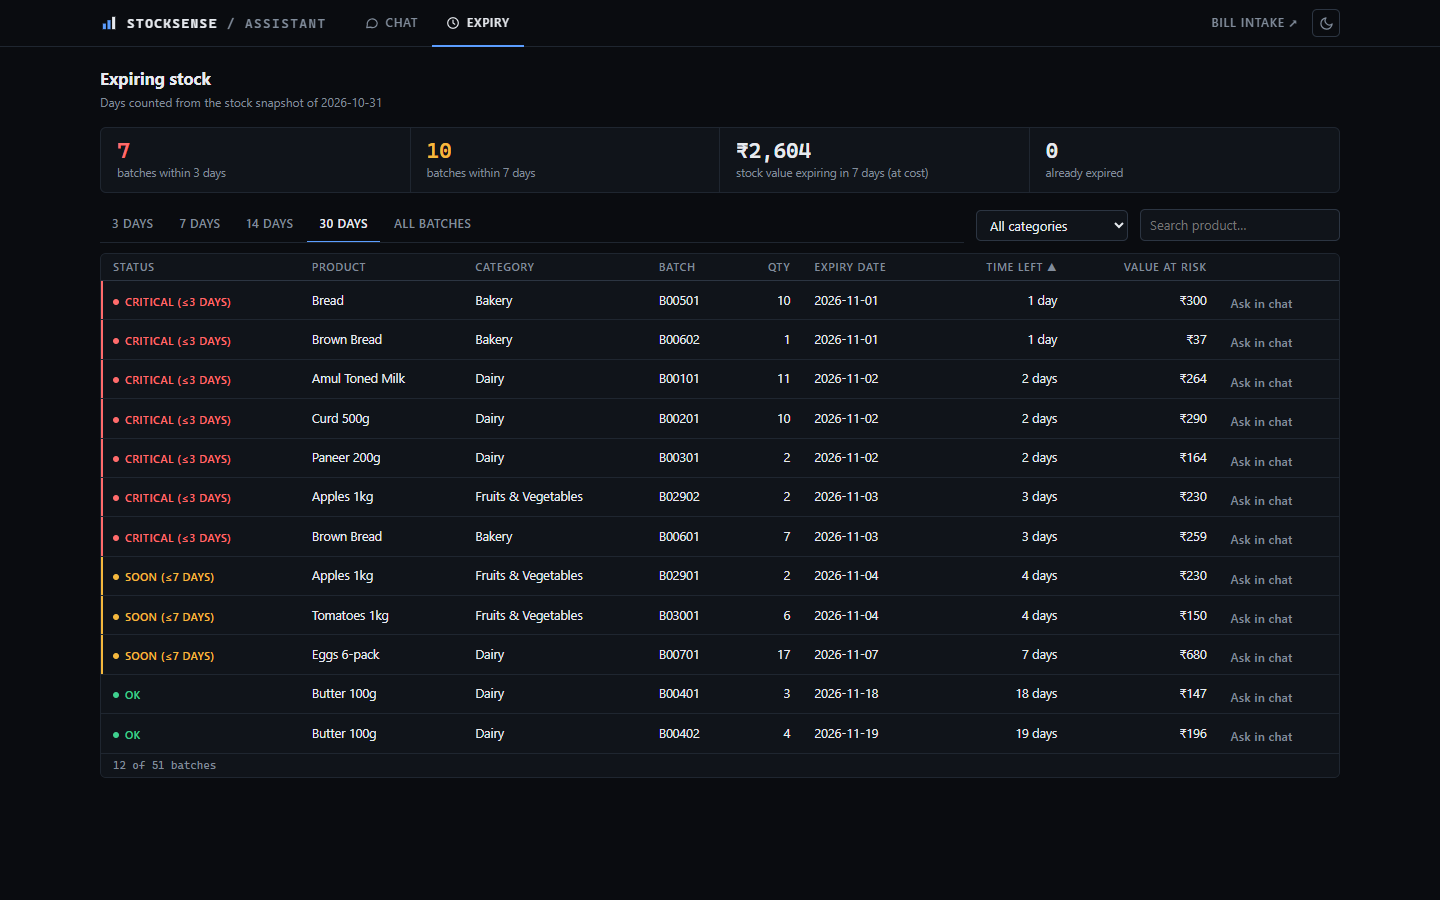 STOCKSENSE / ASSISTANT CHAT EXPIRY BILL INTAKE ↗
Expiring stock
Days counted from the stock snapshot of 2026-10-31
7 10 ₹2,604 0
batches within 3 days batches within 7 days stock value expiring in 7 days (at cost) already expired
3 DAYS 7 DAYS 14 DAYS 30 DAYS ALL BATCHES All categories Search product...
STATUS PRODUCT CATEGORY BATCH QTY EXPIRY DATE TIME LEFT ▲ VALUE AT RISK
CRITICAL (≤3 DAYS) Bread Bakery B00501 10 2026-11-01 1 day ₹300 Ask in chat
CRITICAL (≤3 DAYS) Brown Bread Bakery B00602 1 2026-11-01 1 day ₹37 Ask in chat
CRITICAL (≤3 DAYS) Amul Toned Milk Dairy B00101 11 2026-11-02 2 days ₹264 Ask in chat
CRITICAL (≤3 DAYS) Curd 500g Dairy B00201 10 2026-11-02 2 days ₹290 Ask in chat
CRITICAL (≤3 DAYS) Paneer 200g Dairy B00301 2 2026-11-02 2 days ₹164 Ask in chat
CRITICAL (≤3 DAYS) Apples 1kg Fruits & Vegetables B02902 2 2026-11-03 3 days ₹230 Ask in chat
CRITICAL (≤3 DAYS) Brown Bread Bakery B00601 7 2026-11-03 3 days ₹259 Ask in chat
SOON (≤7 DAYS) Apples 1kg Fruits & Vegetables B02901 2 2026-11-04 4 days ₹230 Ask in chat
SOON (≤7 DAYS) Tomatoes 1kg Fruits & Vegetables B03001 6 2026-11-04 4 days ₹150 Ask in chat
SOON (≤7 DAYS) Eggs 6-pack Dairy B00701 17 2026-11-07 7 days ₹680 Ask in chat
OK Butter 100g Dairy B00401 3 2026-11-18 18 days ₹147 Ask in chat
OK Butter 100g Dairy B00402 4 2026-11-19 19 days ₹196 Ask in chat
12 of 51 batches